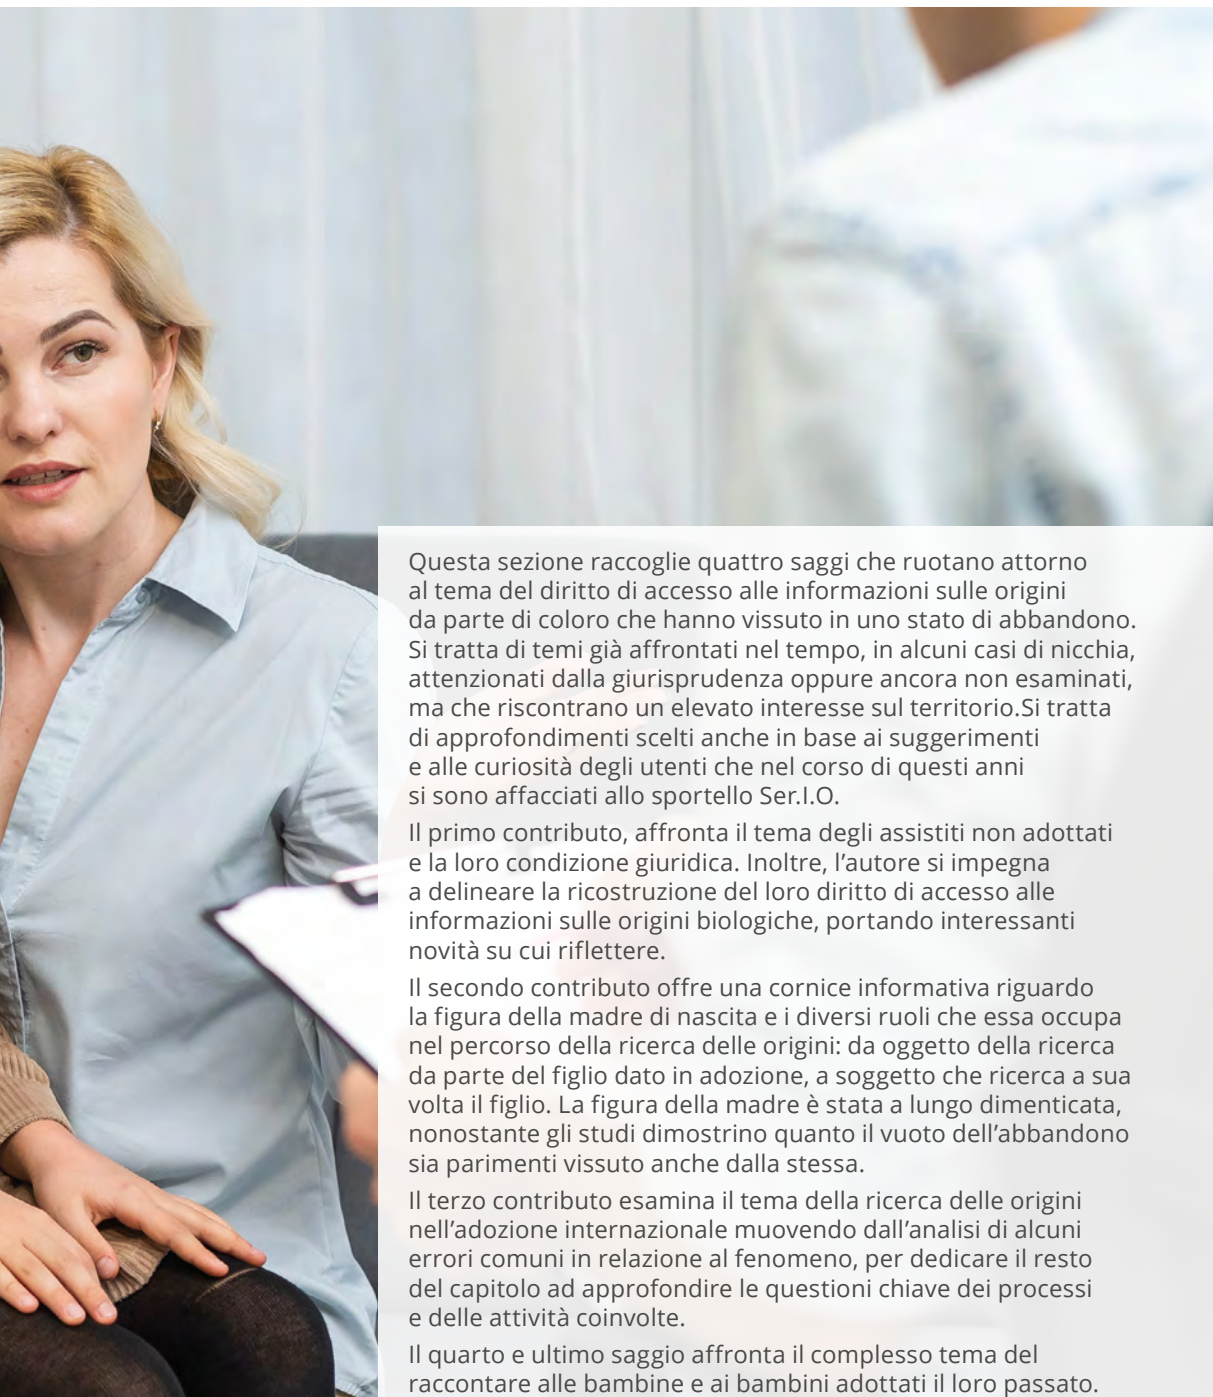 Questa sezione raccoglie quattro saggi che ruotano attorno
al tema del diritto di accesso alle informazioni sulle origini
da parte di coloro che hanno vissuto in uno stato di abbandono.
Si tratta di temi già affrontati nel tempo, in alcuni casi di nicchia,
attenzionati dalla giurisprudenza oppure ancora non esaminati,
ma che riscontrano un elevato interesse sul territorio.Si tratta
di approfondimenti scelti anche in base ai suggerimenti
e alle curiosità degli utenti che nel corso di questi anni
si sono affacciati allo sportello Ser.I.O.
Il primo contributo, affronta il tema degli assistiti non adottati
e la loro condizione giuridica. Inoltre, l'autore si impegna
a delineare la ricostruzione del loro diritto di accesso alle
informazioni sulle origini biologiche, portando interessanti
novità su cui riflettere.
Il secondo contributo offre una cornice informativa riguardo
la figura della madre di nascita e i diversi ruoli che essa occupa
nel percorso della ricerca delle origini: da oggetto della ricerca
da parte del figlio dato in adozione, a soggetto che ricerca a sua
volta il figlio. La figura della madre è stata a lungo dimenticata,
nonostante gli studi dimostrino quanto il vuoto dell'abbandono
sia parimenti vissuto anche dalla stessa.
Il terzo contributo esamina il tema della ricerca delle origini
nell'adozione internazionale muovendo dall'analisi di alcuni
errori comuni in relazione al fenomeno, per dedicare il resto
del capitolo ad approfondire le questioni chiave dei processi
e delle attività coinvolte.
Il quarto e ultimo saggio affronta il complesso tema del
raccontare alle bambine e ai bambini adottati il loro passato.